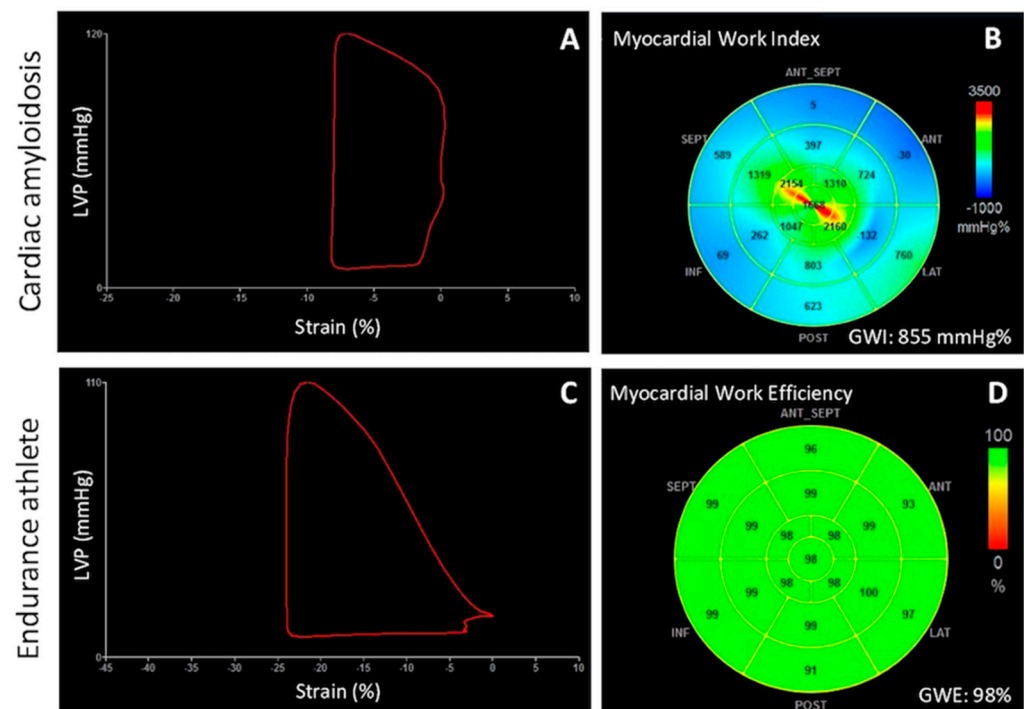 Cardiac amyloidosis
A
120
LVP (mmHg)
0
-25 -20 -15 -10 -5 0 5 10
Strain (%)
Myocardial Work Index
B
ANT_SEPT
3500
5
SEPT
ANT
397
589
30
1319
724
2154
1310
-1000
1668
mmHg%
1047
2160
262
-132
69
760
803
INF
LAT
623
POST
GWI: 855 mmHg%
Endurance athlete
C
110
LVP (mmHg)
0
-45 -40 -35 -30 -25 -20 -15 -10 -5 0 5 10
Strain (%)
Myocardial Work Efficiency
D
ANT_SEPT
100
96
SEPT
ANT
99
99
93
99
99
98
98
98
0
%
98
98
99
100
99
97
99
INF
LAT
91
POST
GWE: 98%